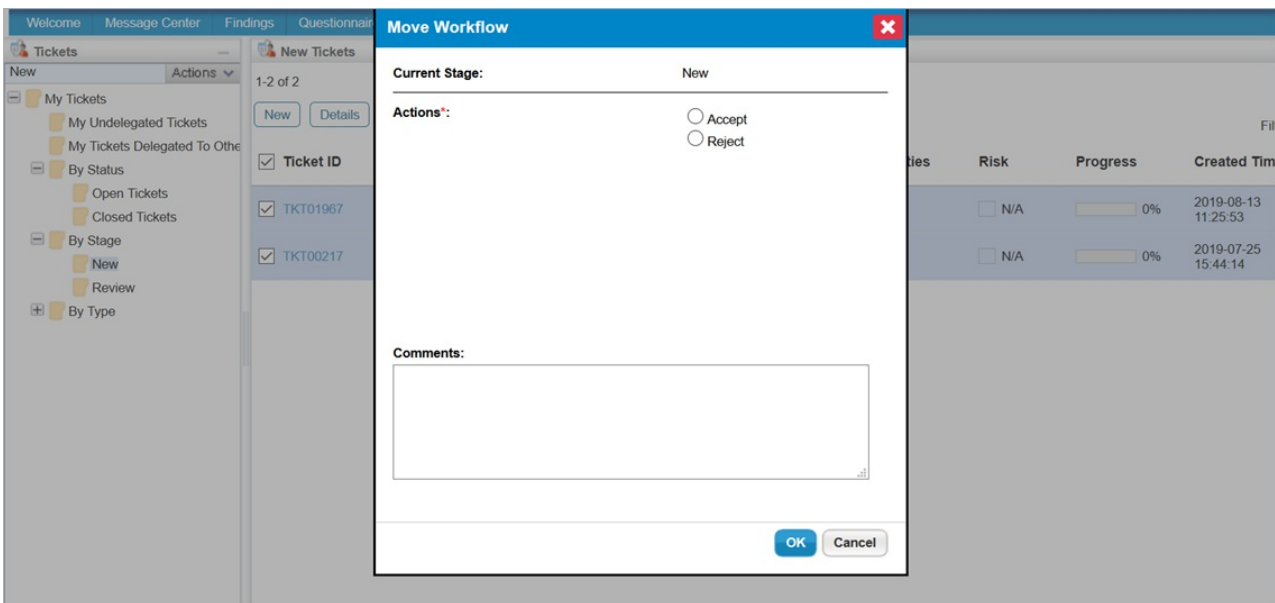 Welcome Message Center Findings Questionnair
Tickets
New Actions
My Tickets
My Undelegated Tickets
My Tickets Delegated To Othe
By Status
Open Tickets
Closed Tickets
By Stage
New
Review
By Type
New Tickets
1-2 of 2
New Details
Fil
Ticket ID ties Risk Progress Created Tim
TKT01967 N/A 0% 2019-08-13
11:25:53
TKT00217 N/A 0% 2019-07-25
15:44:14
Move Workflow
Current Stage: New
Actions*: Accept
Reject
Comments:
OK Cancel